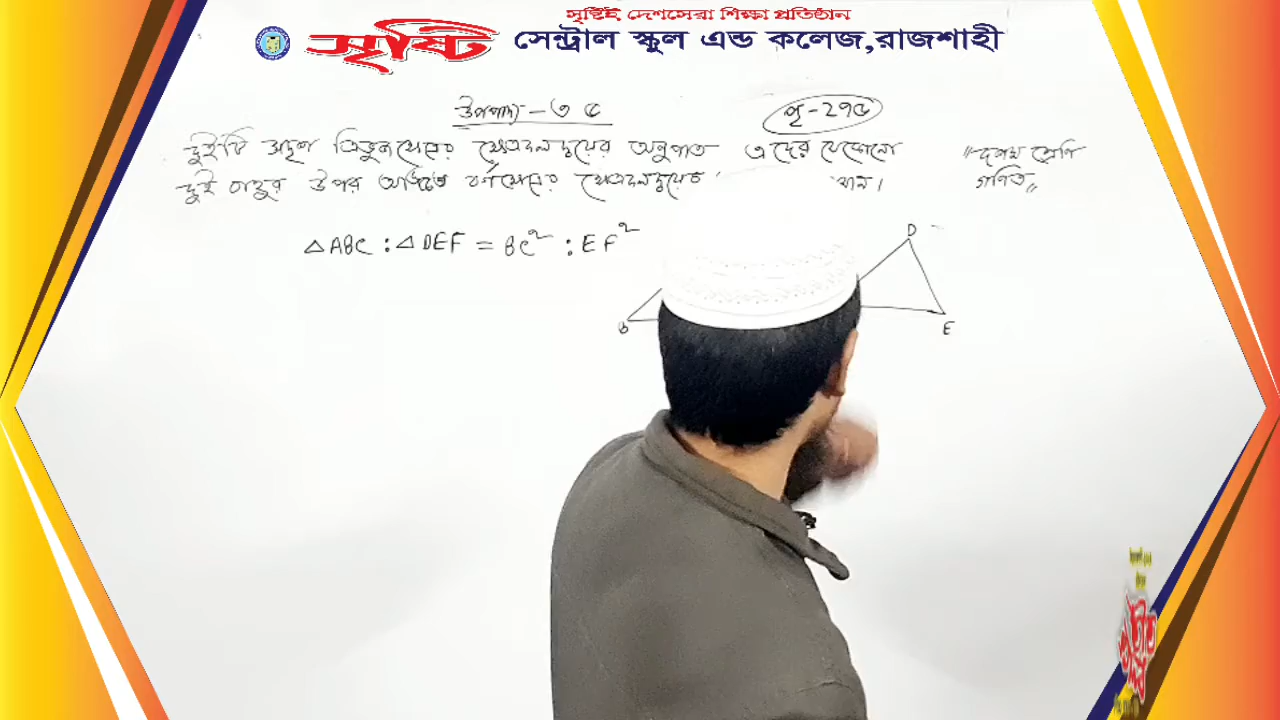 সৃষ্টিই দেশসেরা শিক্ষা প্রতিষ্ঠান
সৃষ্টি সেন্ট্রাল স্কুল এন্ড কলেজ,রাজশাহী
উপপাদ্য - ৩৫
পৃ - ২৭৫
দুইটি সদৃশ ত্রিভুজক্ষেত্রের ক্ষেত্রফলদ্বয়ের অনুপাত এদের যেকোনো
"দশম শ্রেণি
দুই বাহুর উপর অঙ্কিত বর্গক্ষেত্রের ক্ষেত্রফলদ্বয়ের
গণিত"
△ABC : △DEF = BC² : EF²
D
B
E